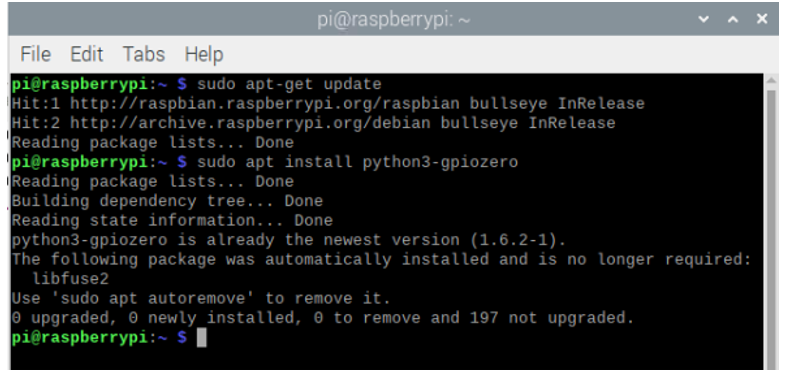 pi@raspberrypi: ~
File Edit Tabs Help
pi@raspberrypi:~ $ sudo apt-get update
Hit:1 http://raspbian.raspberrypi.org/raspbian bullseye InRelease
Hit:2 http://archive.raspberrypi.org/debian bullseye InRelease
Reading package lists... Done
pi@raspberrypi:~ $ sudo apt install python3-gpiozero
Reading package lists... Done
Building dependency tree... Done
Reading state information... Done
python3-gpiozero is already the newest version (1.6.2-1).
The following package was automatically installed and is no longer required:
  libfuse2
Use 'sudo apt autoremove' to remove it.
0 upgraded, 0 newly installed, 0 to remove and 197 not upgraded.
pi@raspberrypi:~ $